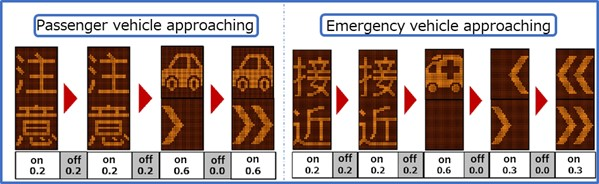 Passenger vehicle approaching
注意
注意
on
0.2
off
0.2
on
0.2
off
0.2
on
0.6
off
0.0
on
0.6
Emergency vehicle approaching
接近
接近
on
0.2
off
0.2
on
0.2
off
0.2
on
0.6
on
0.3
off
0.0
on
0.3